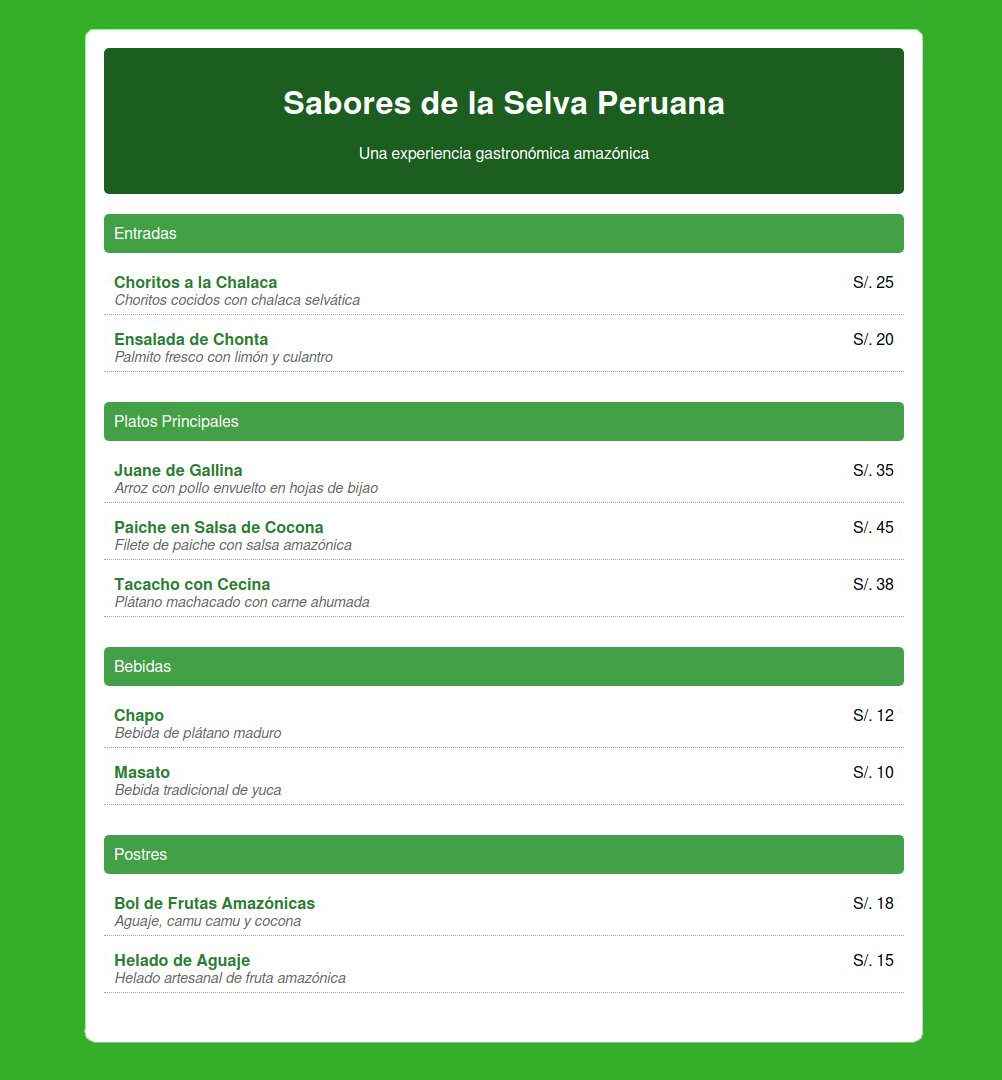 Sabores de la Selva Peruana
Una experiencia gastronómica amazónica
Entradas
Choritos a la Chalaca S/. 25
Choritos cocidos con chalaca selvática
Ensalada de Chonta S/. 20
Palmito fresco con limón y culantro
Platos Principales
Juane de Gallina S/. 35
Arroz con pollo envuelto en hojas de bijao
Paiche en Salsa de Cocona S/. 45
Filete de paiche con salsa amazónica
Tacacho con Cecina S/. 38
Plátano machacado con carne ahumada
Bebidas
Chapo S/. 12
Bebida de plátano maduro
Masato S/. 10
Bebida tradicional de yuca
Postres
Bol de Frutas Amazónicas S/. 18
Aguaje, camu camu y cocona
Helado de Aguaje S/. 15
Helado artesanal de fruta amazónica